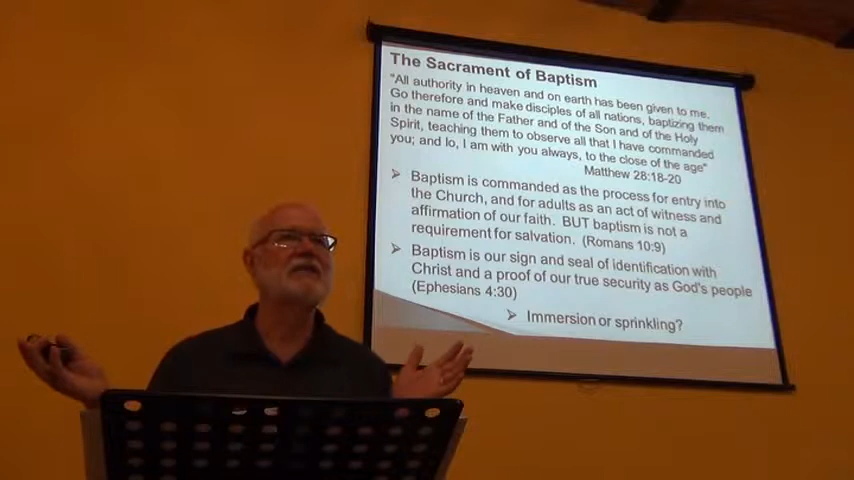 The Sacrament of Baptism
"All authority in heaven and on earth has been given to me.
Go therefore and make disciples of all nations, baptizing them
in the name of the Father and of the Son and of the Holy
Spirit, teaching them to observe all that I have commanded
you; and lo, I am with you always, to the close of the age"
Matthew 28:18-20
➢ Baptism is commanded as the process for entry into
the Church, and for adults as an act of witness and
affirmation of our faith. BUT baptism is not a
requirement for salvation. (Romans 10:9)
➢ Baptism is our sign and seal of identification with
Christ and a proof of our true security as God's people
(Ephesians 4:30)
➢ Immersion or sprinkling?